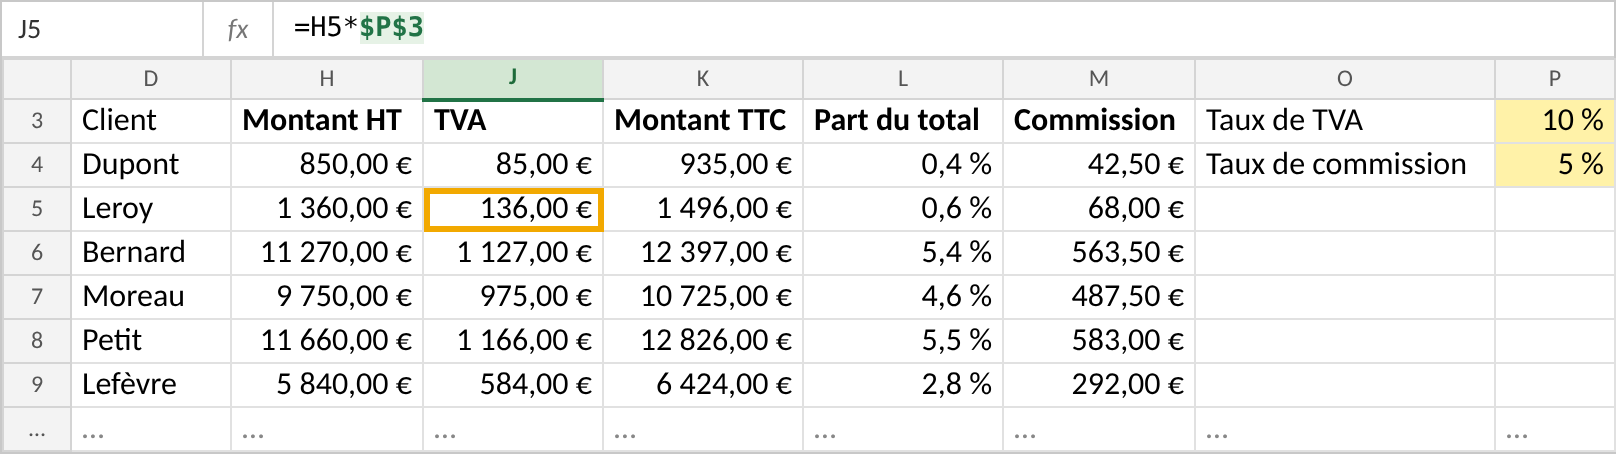 J5 fx =H5*$P$3
D H J K L M O P
3 Client Montant HT TVA Montant TTC Part du total Commission Taux de TVA 10 %
4 Dupont 850,00 € 85,00 € 935,00 € 0,4 % 42,50 € Taux de commission 5 %
5 Leroy 1 360,00 € 136,00 € 1 496,00 € 0,6 % 68,00 €
6 Bernard 11 270,00 € 1 127,00 € 12 397,00 € 5,4 % 563,50 €
7 Moreau 9 750,00 € 975,00 € 10 725,00 € 4,6 % 487,50 €
8 Petit 11 660,00 € 1 166,00 € 12 826,00 € 5,5 % 583,00 €
9 Lefèvre 5 840,00 € 584,00 € 6 424,00 € 2,8 % 292,00 €
... ... ... ... ... ... ... ... ...